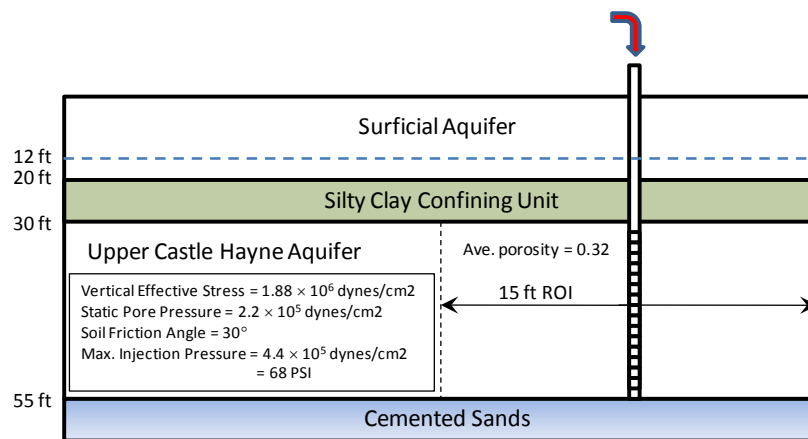 Surficial Aquifer
12 ft
20 ft
Silty Clay Confining Unit
30 ft
Upper Castle Hayne Aquifer
Ave. porosity = 0.32
15 ft ROI
Vertical Effective Stress = 1.88 × 10⁶ dynes/cm2
Static Pore Pressure = 2.2 × 10⁵ dynes/cm2
Soil Friction Angle = 30°
Max. Injection Pressure = 4.4 × 10⁵ dynes/cm2
= 68 PSI
55 ft
Cemented Sands